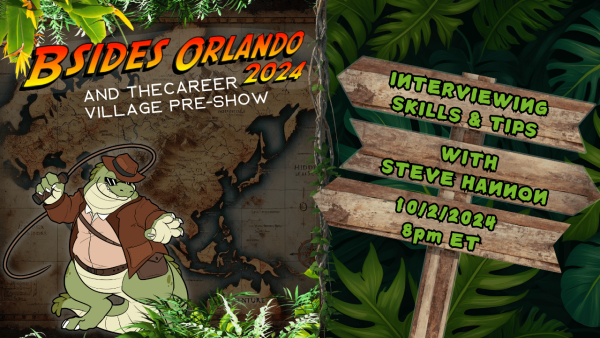 BSIDES ORLANDO
2024
AND THECAREER
VILLAGE PRE-SHOW
INTERVIEWING
SKILLS & TIPS
WITH
STEVE HANNON
10/2/2024
8pm ET